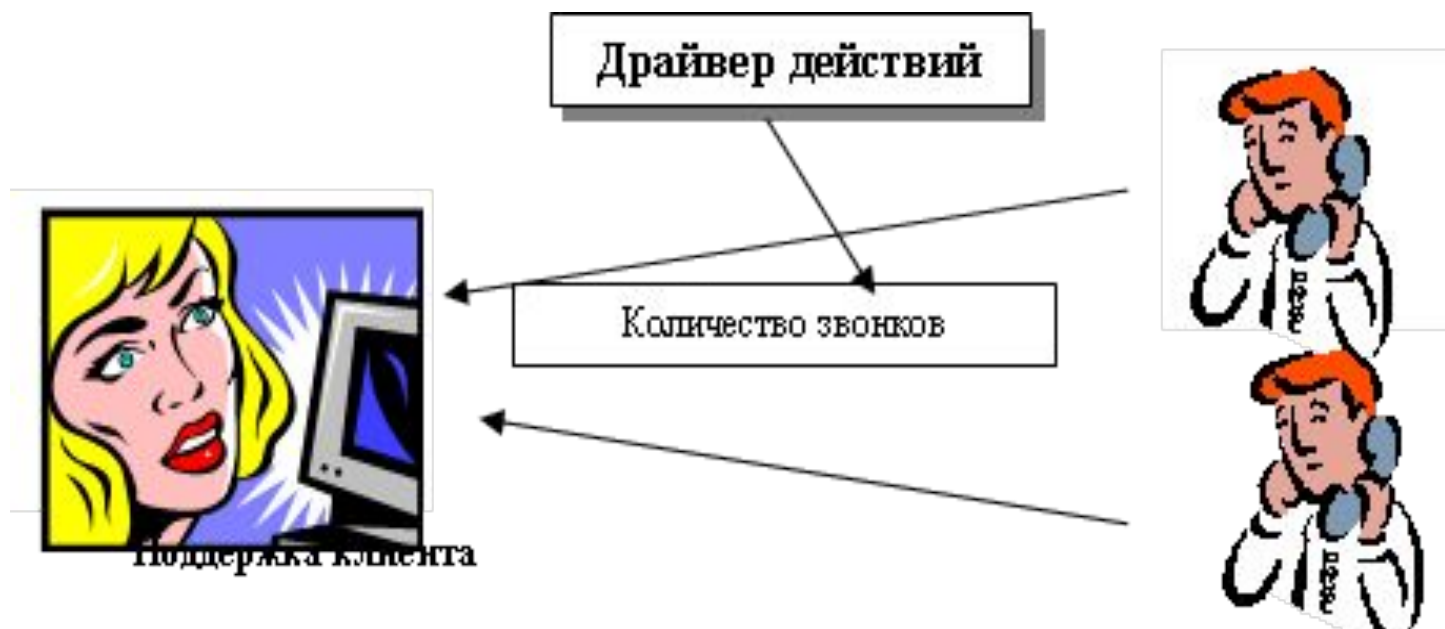 Драйвер действий
Количество звонков
Поддержка клиента